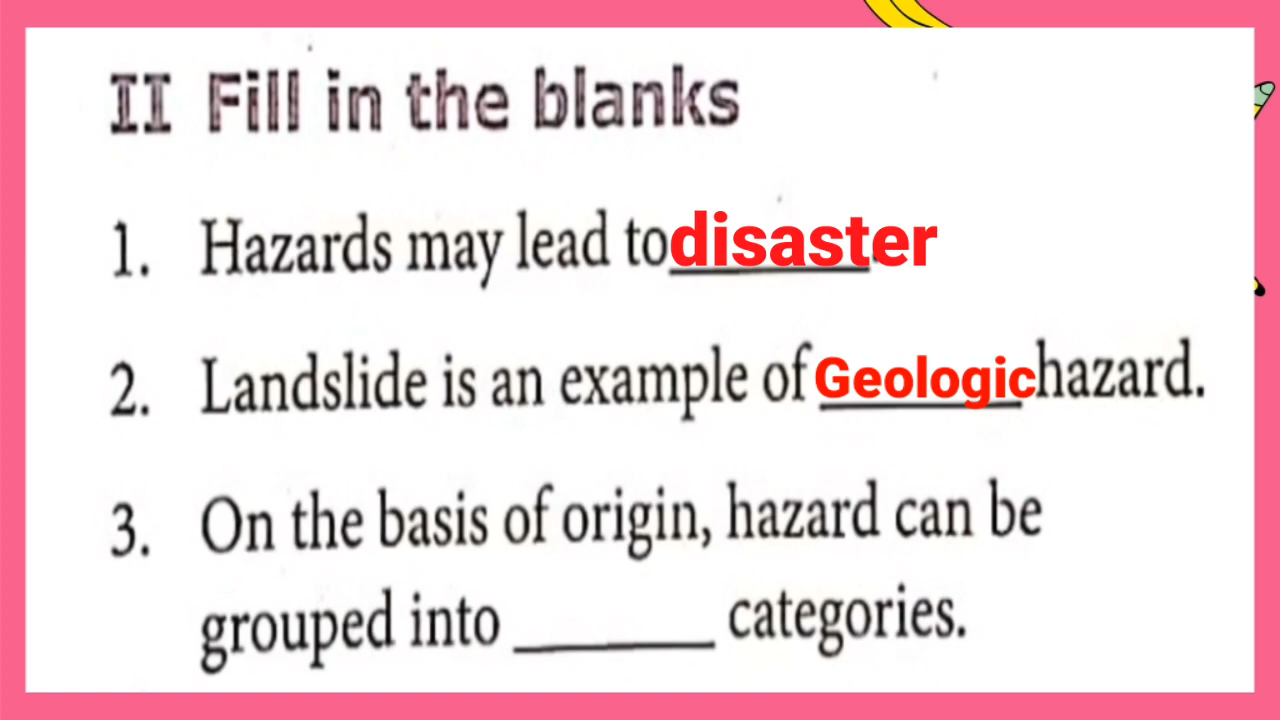 II Fill in the blanks
1. Hazards may lead to disaster
2. Landslide is an example of Geologic hazard.
3. On the basis of origin, hazard can be
grouped into ________ categories.